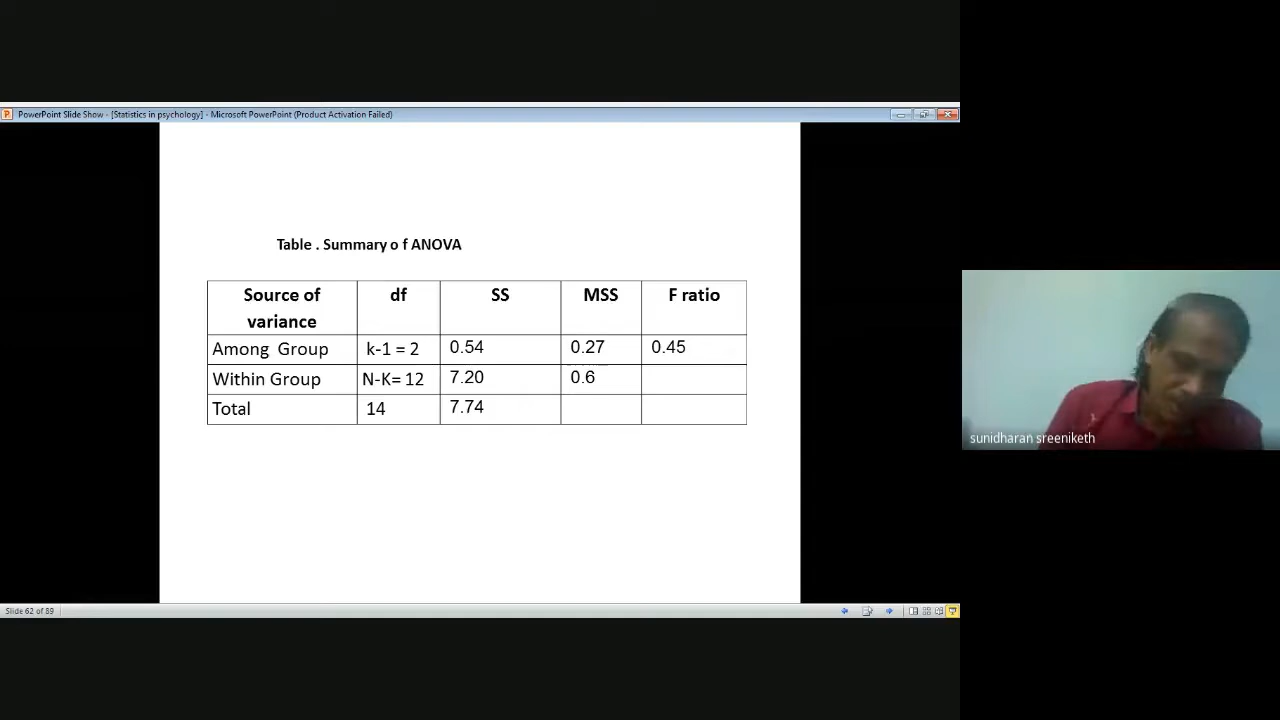 PowerPoint Slide Show - [Statistics in psychology] - Microsoft PowerPoint (Product Activation Failed)
Table . Summary o f ANOVA
Source of variance df SS MSS F ratio
Among Group k-1 = 2 0.54 0.27 0.45
Within Group N-K= 12 7.20 0.6
Total 14 7.74
sunidharan sreeniketh
Slide 62 of 89